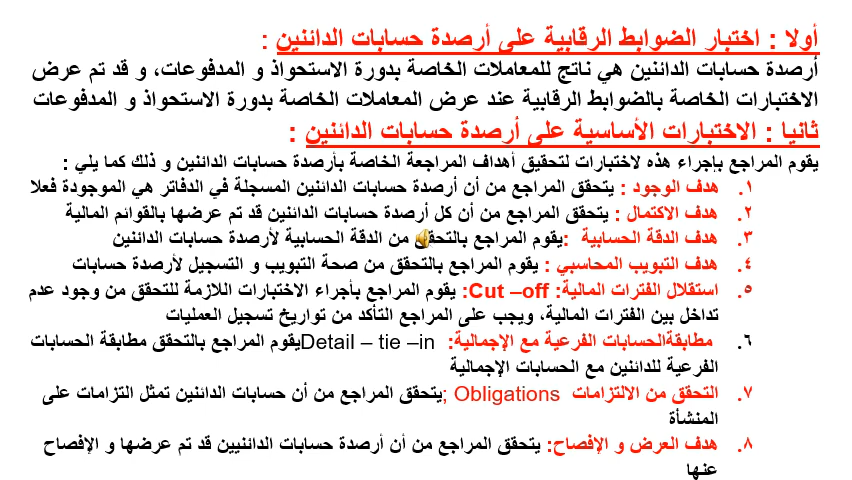 أولا : اختبار الضوابط الرقابية على أرصدة حسابات الدائنين :
أرصدة حسابات الدائنين هي ناتج للمعاملات الخاصة بدورة الاستحواذ و المدفوعات، و قد تم عرض
الاختبارات الخاصة بالضوابط الرقابية عند عرض المعاملات الخاصة بدورة الاستحواذ و المدفوعات
ثانيا : الاختبارات الأساسية على أرصدة حسابات الدائنين :
يقوم المراجع بإجراء هذه لاختبارات لتحقيق أهداف المراجعة الخاصة بأرصدة حسابات الدائنين و ذلك كما يلي :
١. هدف الوجود : يتحقق المراجع من أن أرصدة حسابات الدائنين المسجلة في الدفاتر هي الموجودة فعلا
٢. هدف الاكتمال : يتحقق المراجع من أن كل أرصدة حسابات الدائنين قد تم عرضها بالقوائم المالية
٣. هدف الدقة الحسابية :يقوم المراجع بالتحقق من الدقة الحسابية لأرصدة حسابات الدائنين
٤. هدف التبويب المحاسبي : يقوم المراجع بالتحقق من صحة التبويب و التسجيل لأرصدة حسابات
٥. استقلال الفترات المالية: Cut –off: يقوم المراجع بأجراء الاختبارات اللازمة للتحقق من وجود عدم
تداخل بين الفترات المالية، ويجب على المراجع التأكد من تواريخ تسجيل العمليات
٦. مطابقةالحسابات الفرعية مع الإجمالية: Detail – tie –inيقوم المراجع بالتحقق مطابقة الحسابات
الفرعية للدائنين مع الحسابات الإجمالية
٧. التحقق من الالتزامات Obligations ;يتحقق المراجع من أن حسابات الدائنين تمثل التزامات على
المنشأة
٨. هدف العرض و الإفصاح: يتحقق المراجع من أن أرصدة حسابات الدائنيين قد تم عرضها و الإفصاح
عنها